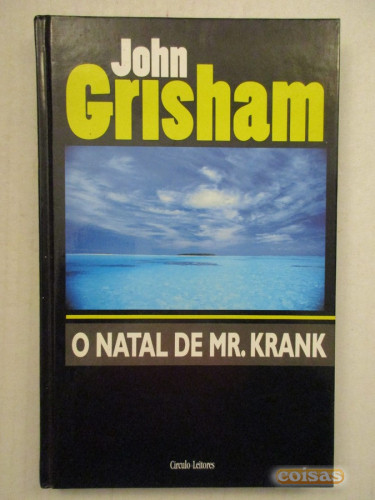 John
Grisham
O NATAL DE MR. KRANK
Círculo Leitores
coisas